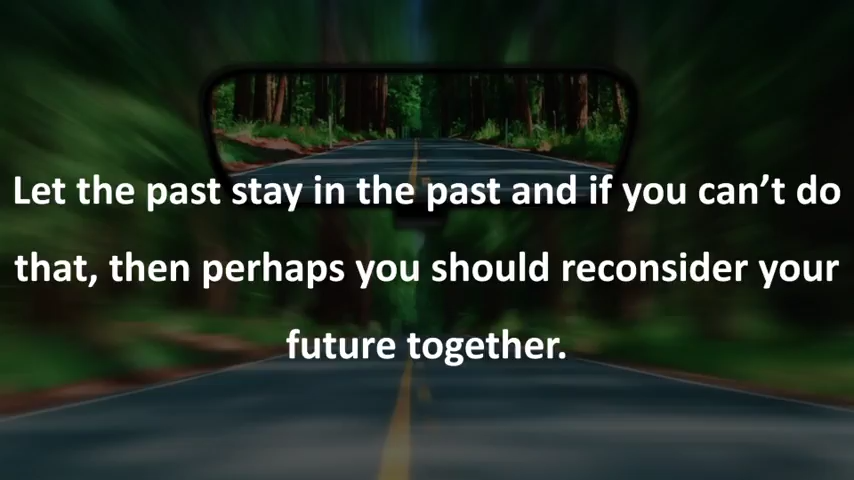 Let the past stay in the past and if you can’t do
that, then perhaps you should reconsider your
future together.